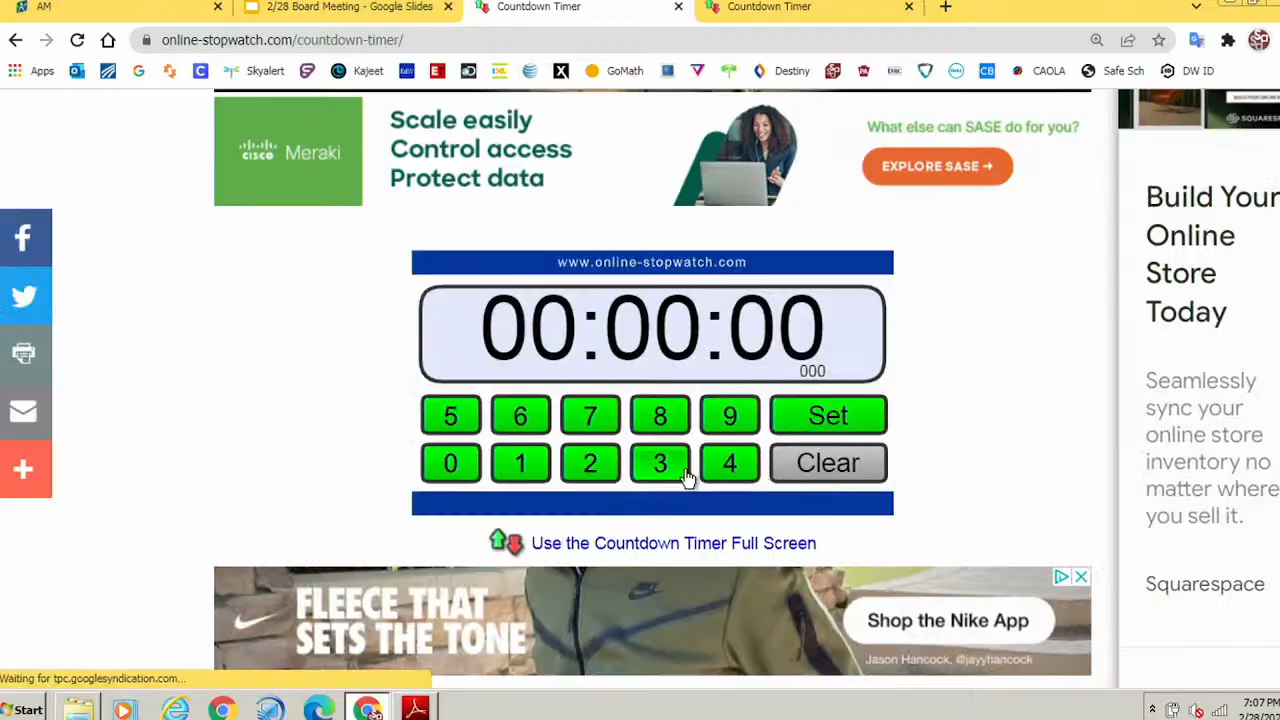 AM
2/28 Board Meeting - Google Slides
Countdown Timer
Countdown Timer
online-stopwatch.com/countdown-timer/
Apps
Skyalert
Kajeet
GoMath
Destiny
CAOLA
Safe Sch
DW ID
CISCO Meraki
Scale easily
Control access
Protect data
What else can SASE do for you?
EXPLORE SASE →
SQUARESPACE
Build Your
Online
Store
Today
Seamlessly
sync your
online store
inventory no
matter where
you sell it.
Squarespace
www.online-stopwatch.com
00:00:00
000
5 6 7 8 9 Set
0 1 2 3 4 Clear
Use the Countdown Timer Full Screen
FLEECE THAT
SETS THE TONE
Shop the Nike App
Jason Hancock, @jayyhancock
Waiting for tpc.googlesyndication.com...
Start
7:07 PM